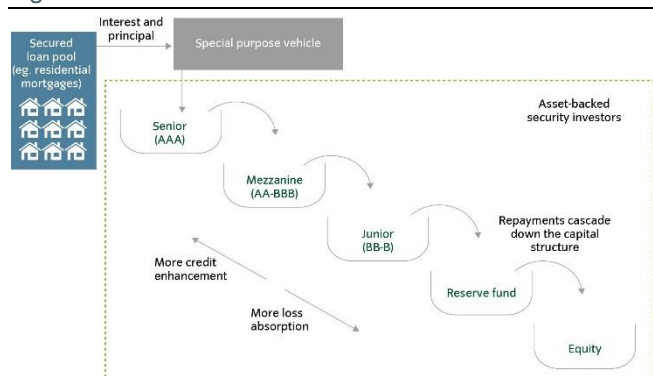 Interest and
principal
Secured
loan pool
(eg. residential
mortgages)
Special purpose vehicle
Asset-backed
security investors
Senior
(AAA)
Mezzanine
(AA-BBB)
Junior
(BB-B)
Repayments cascade
down the capital
structure
More credit
enhancement
Reserve fund
More loss
absorption
Equity